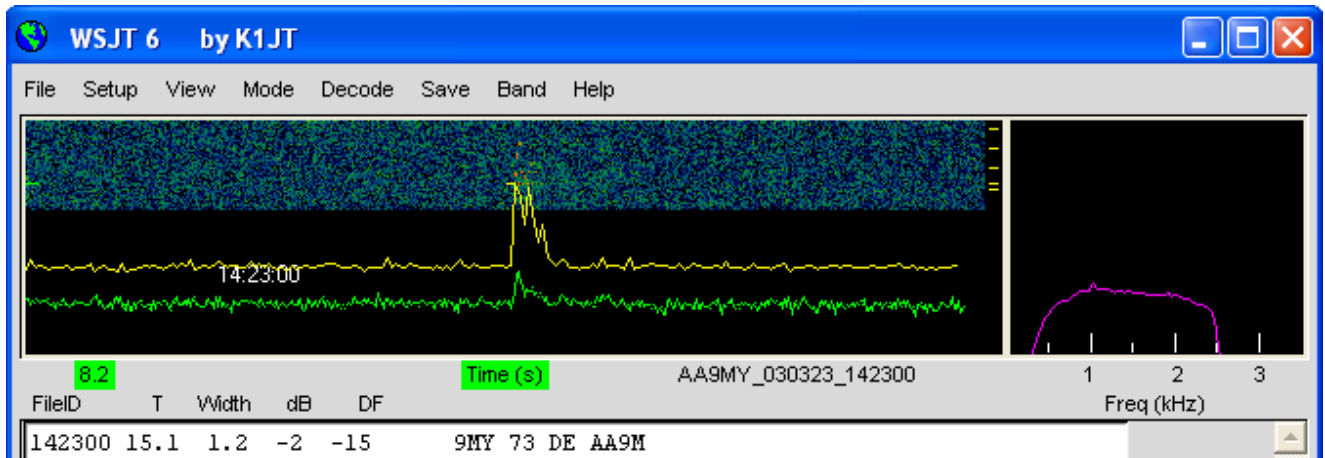 WSJT 6 by K1JT
File Setup View Mode Decode Save Band Help
14:23:00
8.2 Time (s) AA9MY_030323_142300 1 2 3
FileID T Width dB DF Freq (kHz)
142300 15.1 1.2 -2 -15 9MY 73 DE AA9M